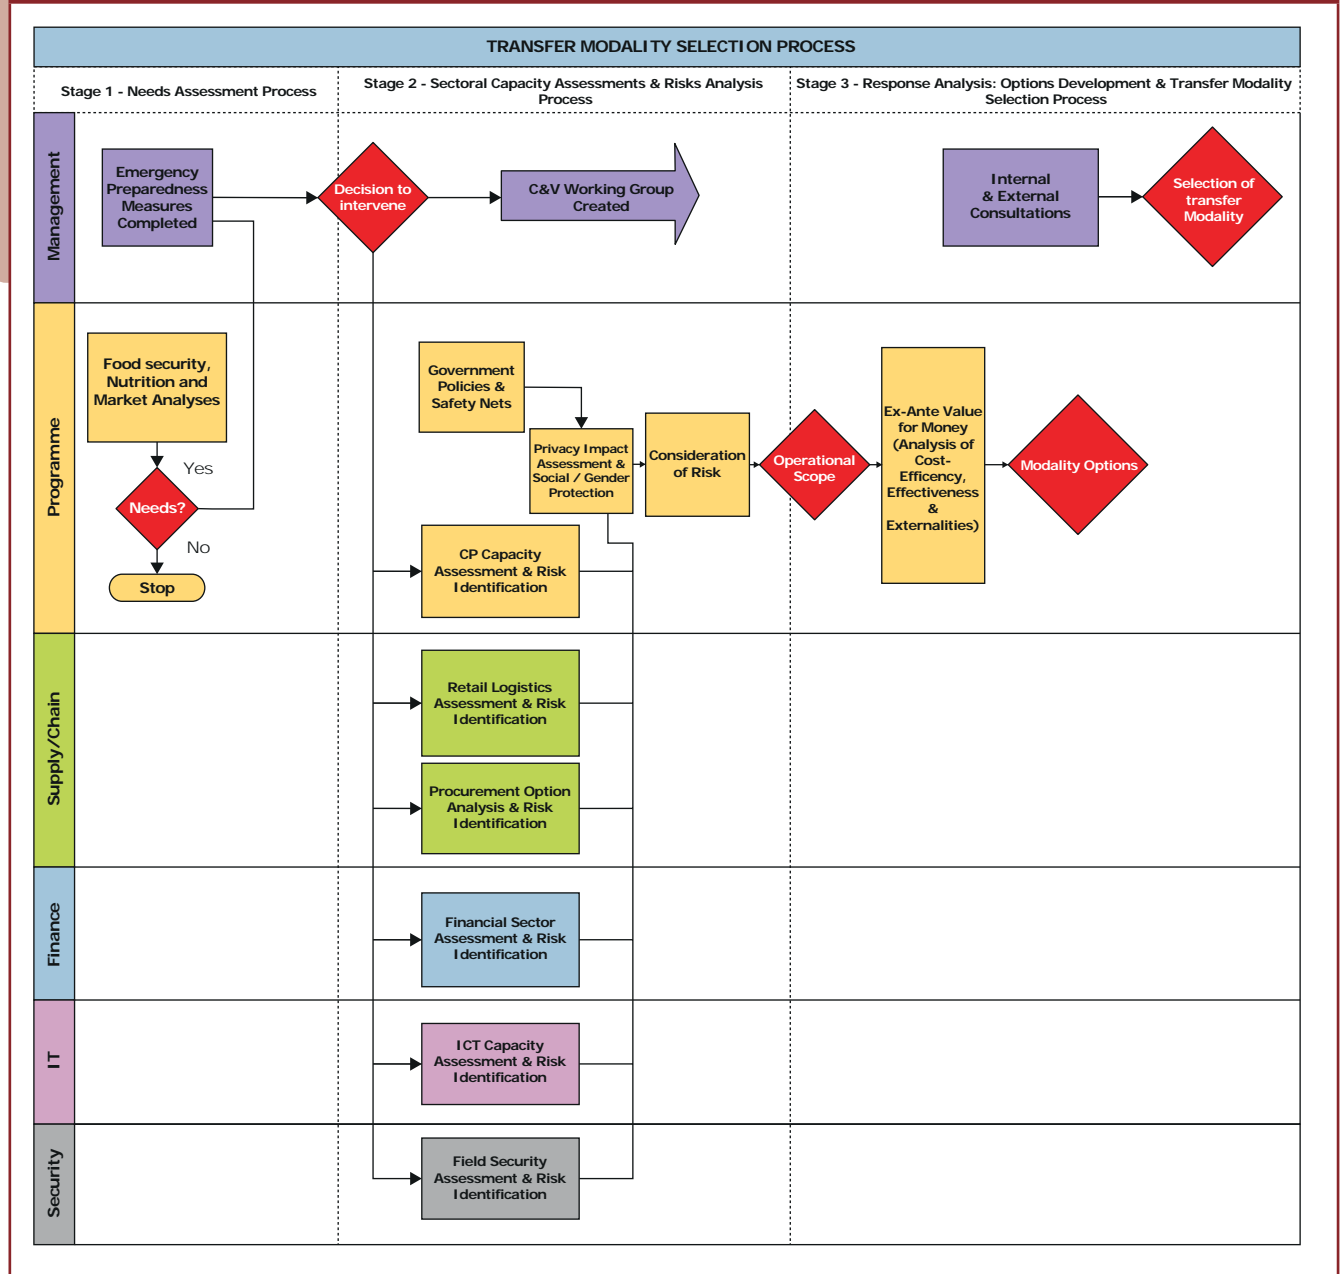 TRANSFER MODALITY SELECTION PROCESS
Stage 1 - Needs Assessment Process
Stage 2 - Sectoral Capacity Assessments & Risks Analysis
Process
Stage 3 - Response Analysis: Options Development & Transfer Modality
Selection Process
Management
Emergency
Preparedness
Measures
Completed
Decision to
intervene
C&V Working Group
Created
Internal
& External
Consultations
Selection of
transfer
Modality
Programme
Food security,
Nutrition and
Market Analyses
Yes
Needs?
No
Stop
Government
Policies &
Safety Nets
Privacy Impact
Assessment &
Social / Gender
Protection
Consideration
of Risk
Operational
Scope
Ex-Ante Value
for Money
(Analysis of
Cost-
Efficency,
Effectiveness
&
Externalities)
Modality Options
CP Capacity
Assessment & Risk
Identification
Supply/Chain
Retail Logistics
Assessment & Risk
Identification
Procurement Option
Analysis & Risk
Identification
Finance
Financial Sector
Assessment & Risk
Identification
IT
ICT Capacity
Assessment & Risk
Identification
Security
Field Security
Assessment & Risk
Identification